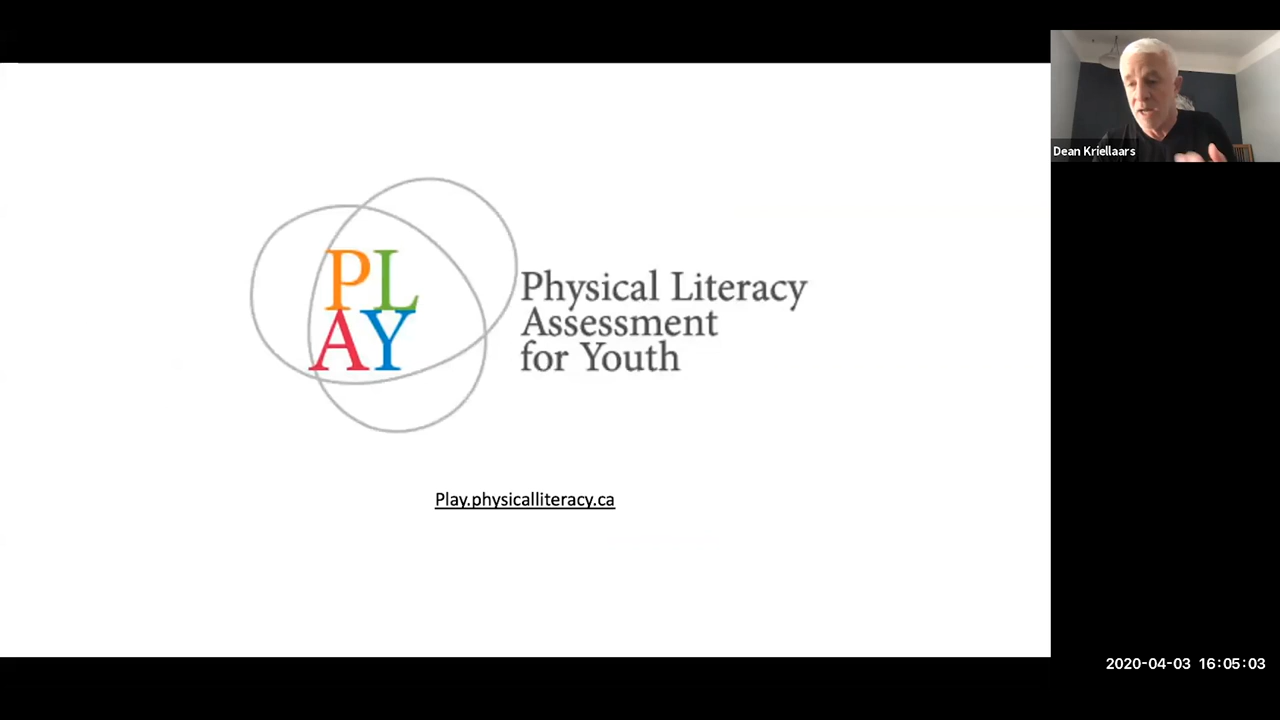 PL
AY
Physical Literacy
Assessment
for Youth
Play.physicalliteracy.ca
Dean Kriellaars
2020-04-03 16:05:03